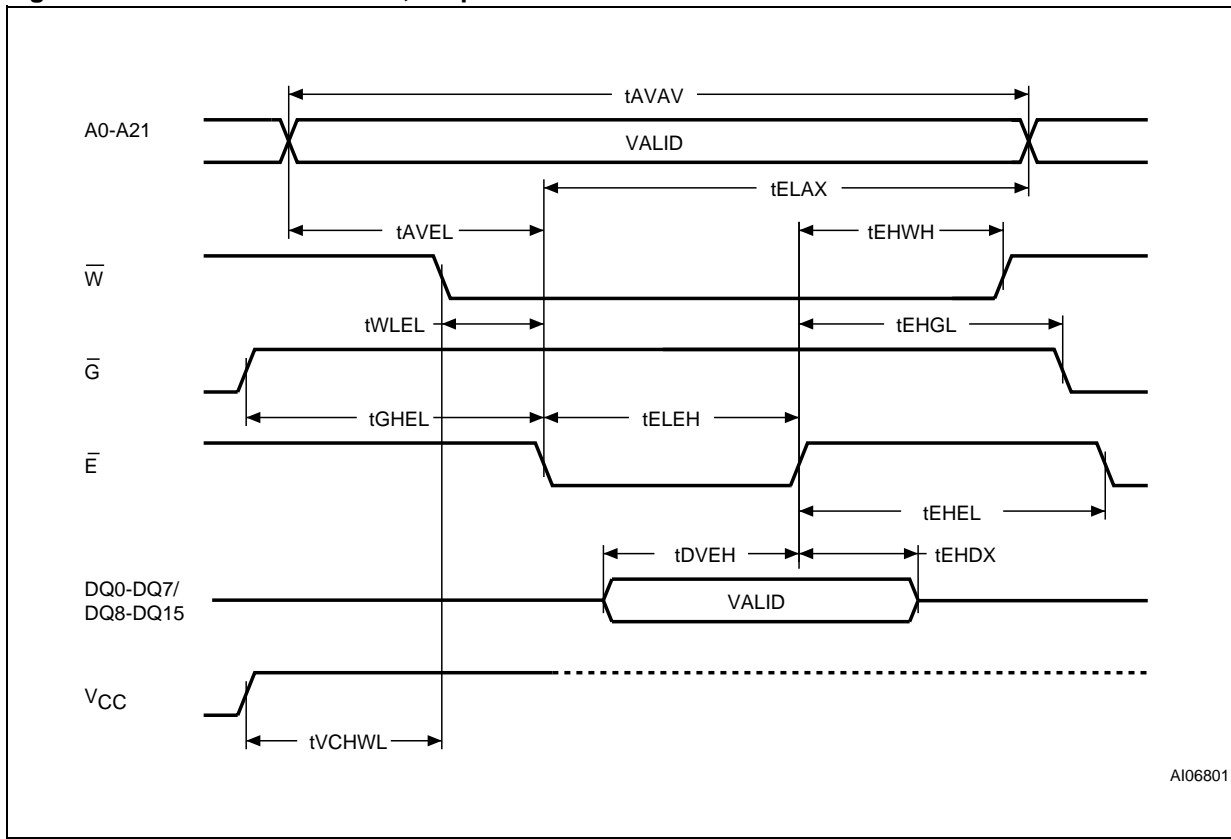 tAVAV
A0-A21
VALID
tELAX
tAVEL
tEHWH
W̅
tWLEL
tEHGL
G̅
tGHEL
tELEH
E̅
tEHEL
tDVEH
tEHDX
DQ0-DQ7/
DQ8-DQ15
VALID
VCC
tVCHWL
AI06801